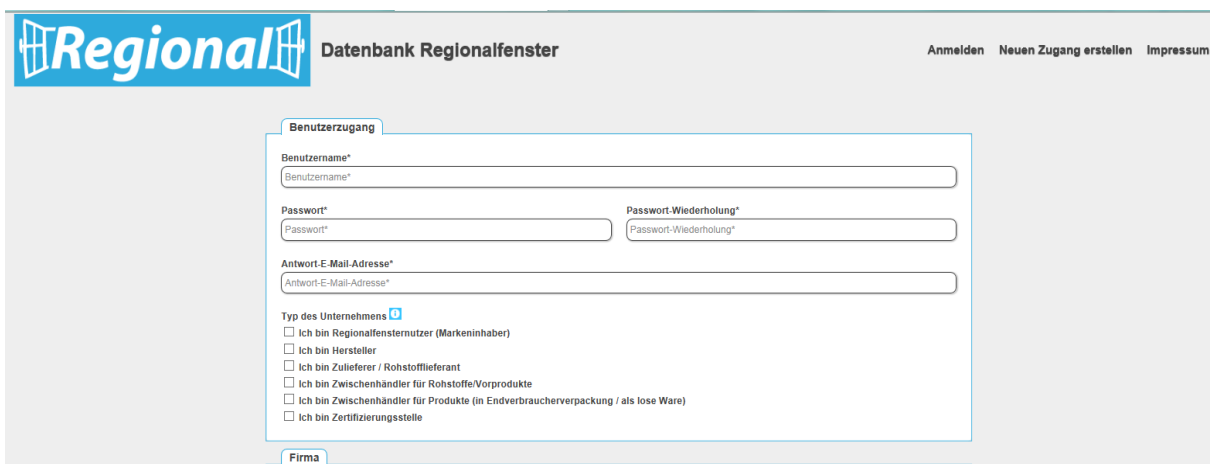 Regional
Datenbank Regionalfenster
Anmelden Neuen Zugang erstellen Impressum
Benutzerzugang
Benutzername*
Benutzername*
Passwort* Passwort-Wiederholung*
Passwort* Passwort-Wiederholung*
Antwort-E-Mail-Adresse*
Antwort-E-Mail-Adresse*
Typ des Unternehmens i
Ich bin Regionalfensternutzer (Markeninhaber)
Ich bin Hersteller
Ich bin Zulieferer / Rohstofflieferant
Ich bin Zwischenhändler für Rohstoffe/Vorprodukte
Ich bin Zwischenhändler für Produkte (in Endverbraucherverpackung / als lose Ware)
Ich bin Zertifizierungsstelle
Firma